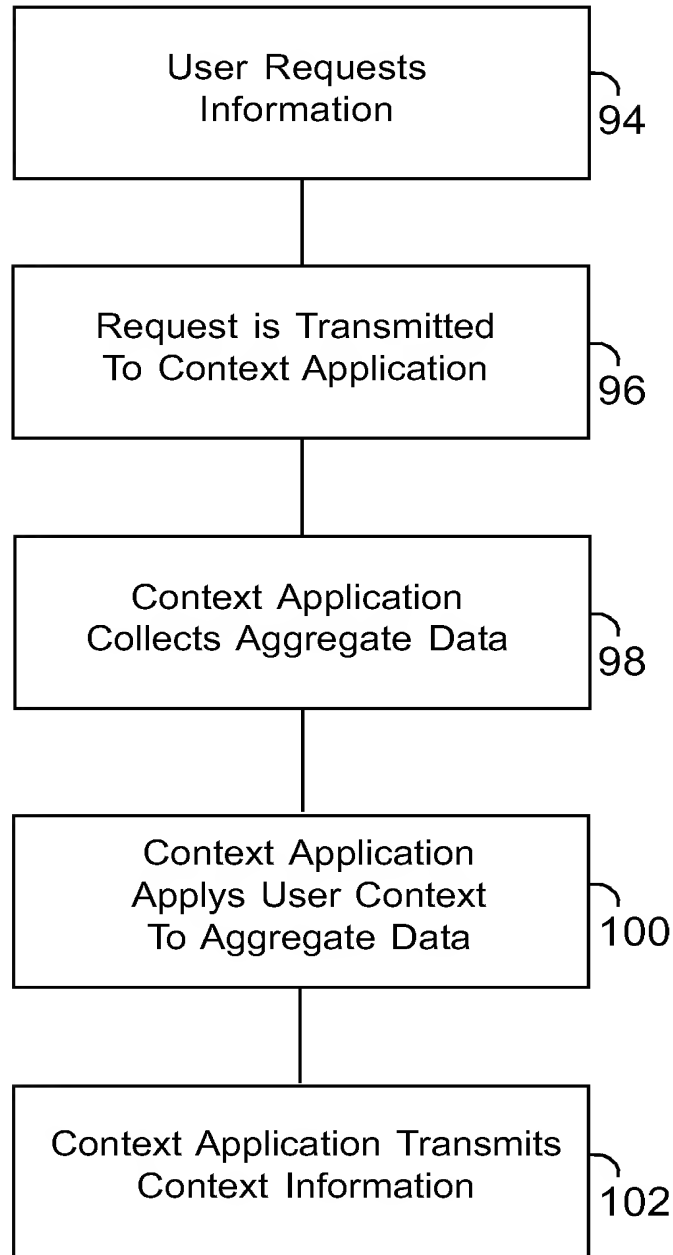 User Requests
Information
94
Request is Transmitted
To Context Application
96
Context Application
Collects Aggregate Data
98
Context Application
Applys User Context
To Aggregate Data
100
Context Application Transmits
Context Information
102